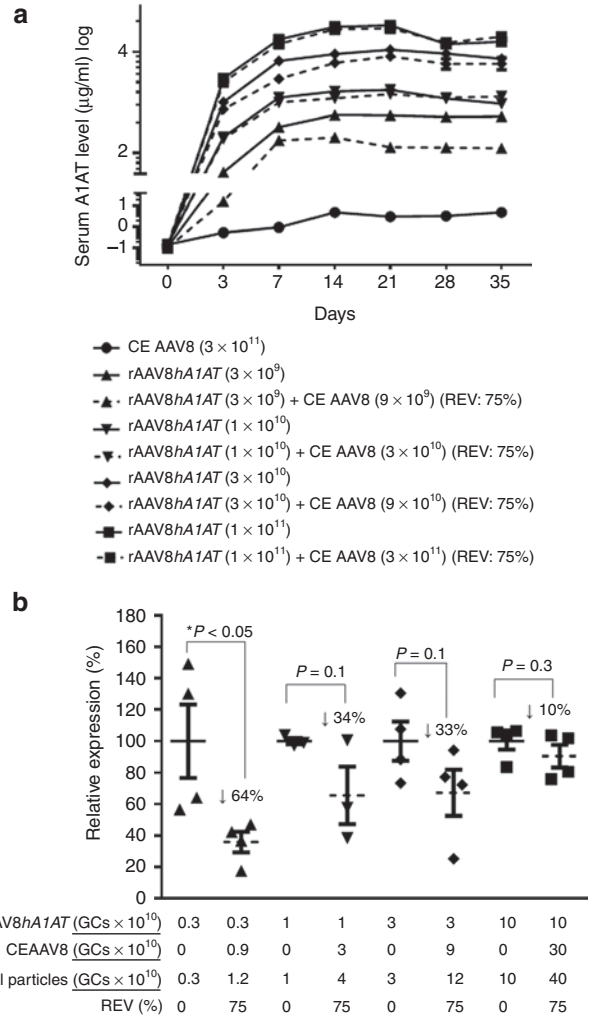 a
Serum A1AT level (μg/ml) log
4
2
1
0
−1
0 3 7 14 21 28 35
Days
CE AAV8 (3 × 10¹¹)
rAAV8hA1AT (3 × 10⁹)
rAAV8hA1AT (3 × 10⁹) + CE AAV8 (9 × 10⁹) (REV: 75%)
rAAV8hA1AT (1 × 10¹⁰)
rAAV8hA1AT (1 × 10¹⁰) + CE AAV8 (3 × 10¹⁰) (REV: 75%)
rAAV8hA1AT (3 × 10¹⁰)
rAAV8hA1AT (3 × 10¹⁰) + CE AAV8 (9 × 10¹⁰) (REV: 75%)
rAAV8hA1AT (1 × 10¹¹)
rAAV8hA1AT (1 × 10¹¹) + CE AAV8 (3 × 10¹¹) (REV: 75%)
b
Relative expression (%)
180
160
140
120
100
80
60
40
20
0
*P < 0.05
↓64%
P = 0.1
↓34%
P = 0.1
↓33%
P = 0.3
↓10%
AV8hA1AT (GCs × 10¹⁰) 0.3 0.3 1 1 3 3 10 10
CEAAV8 (GCs × 10¹⁰) 0 0.9 0 3 0 9 0 30
l particles (GCs × 10¹⁰) 0.3 1.2 1 4 3 12 10 40
REV (%) 0 75 0 75 0 75 0 75